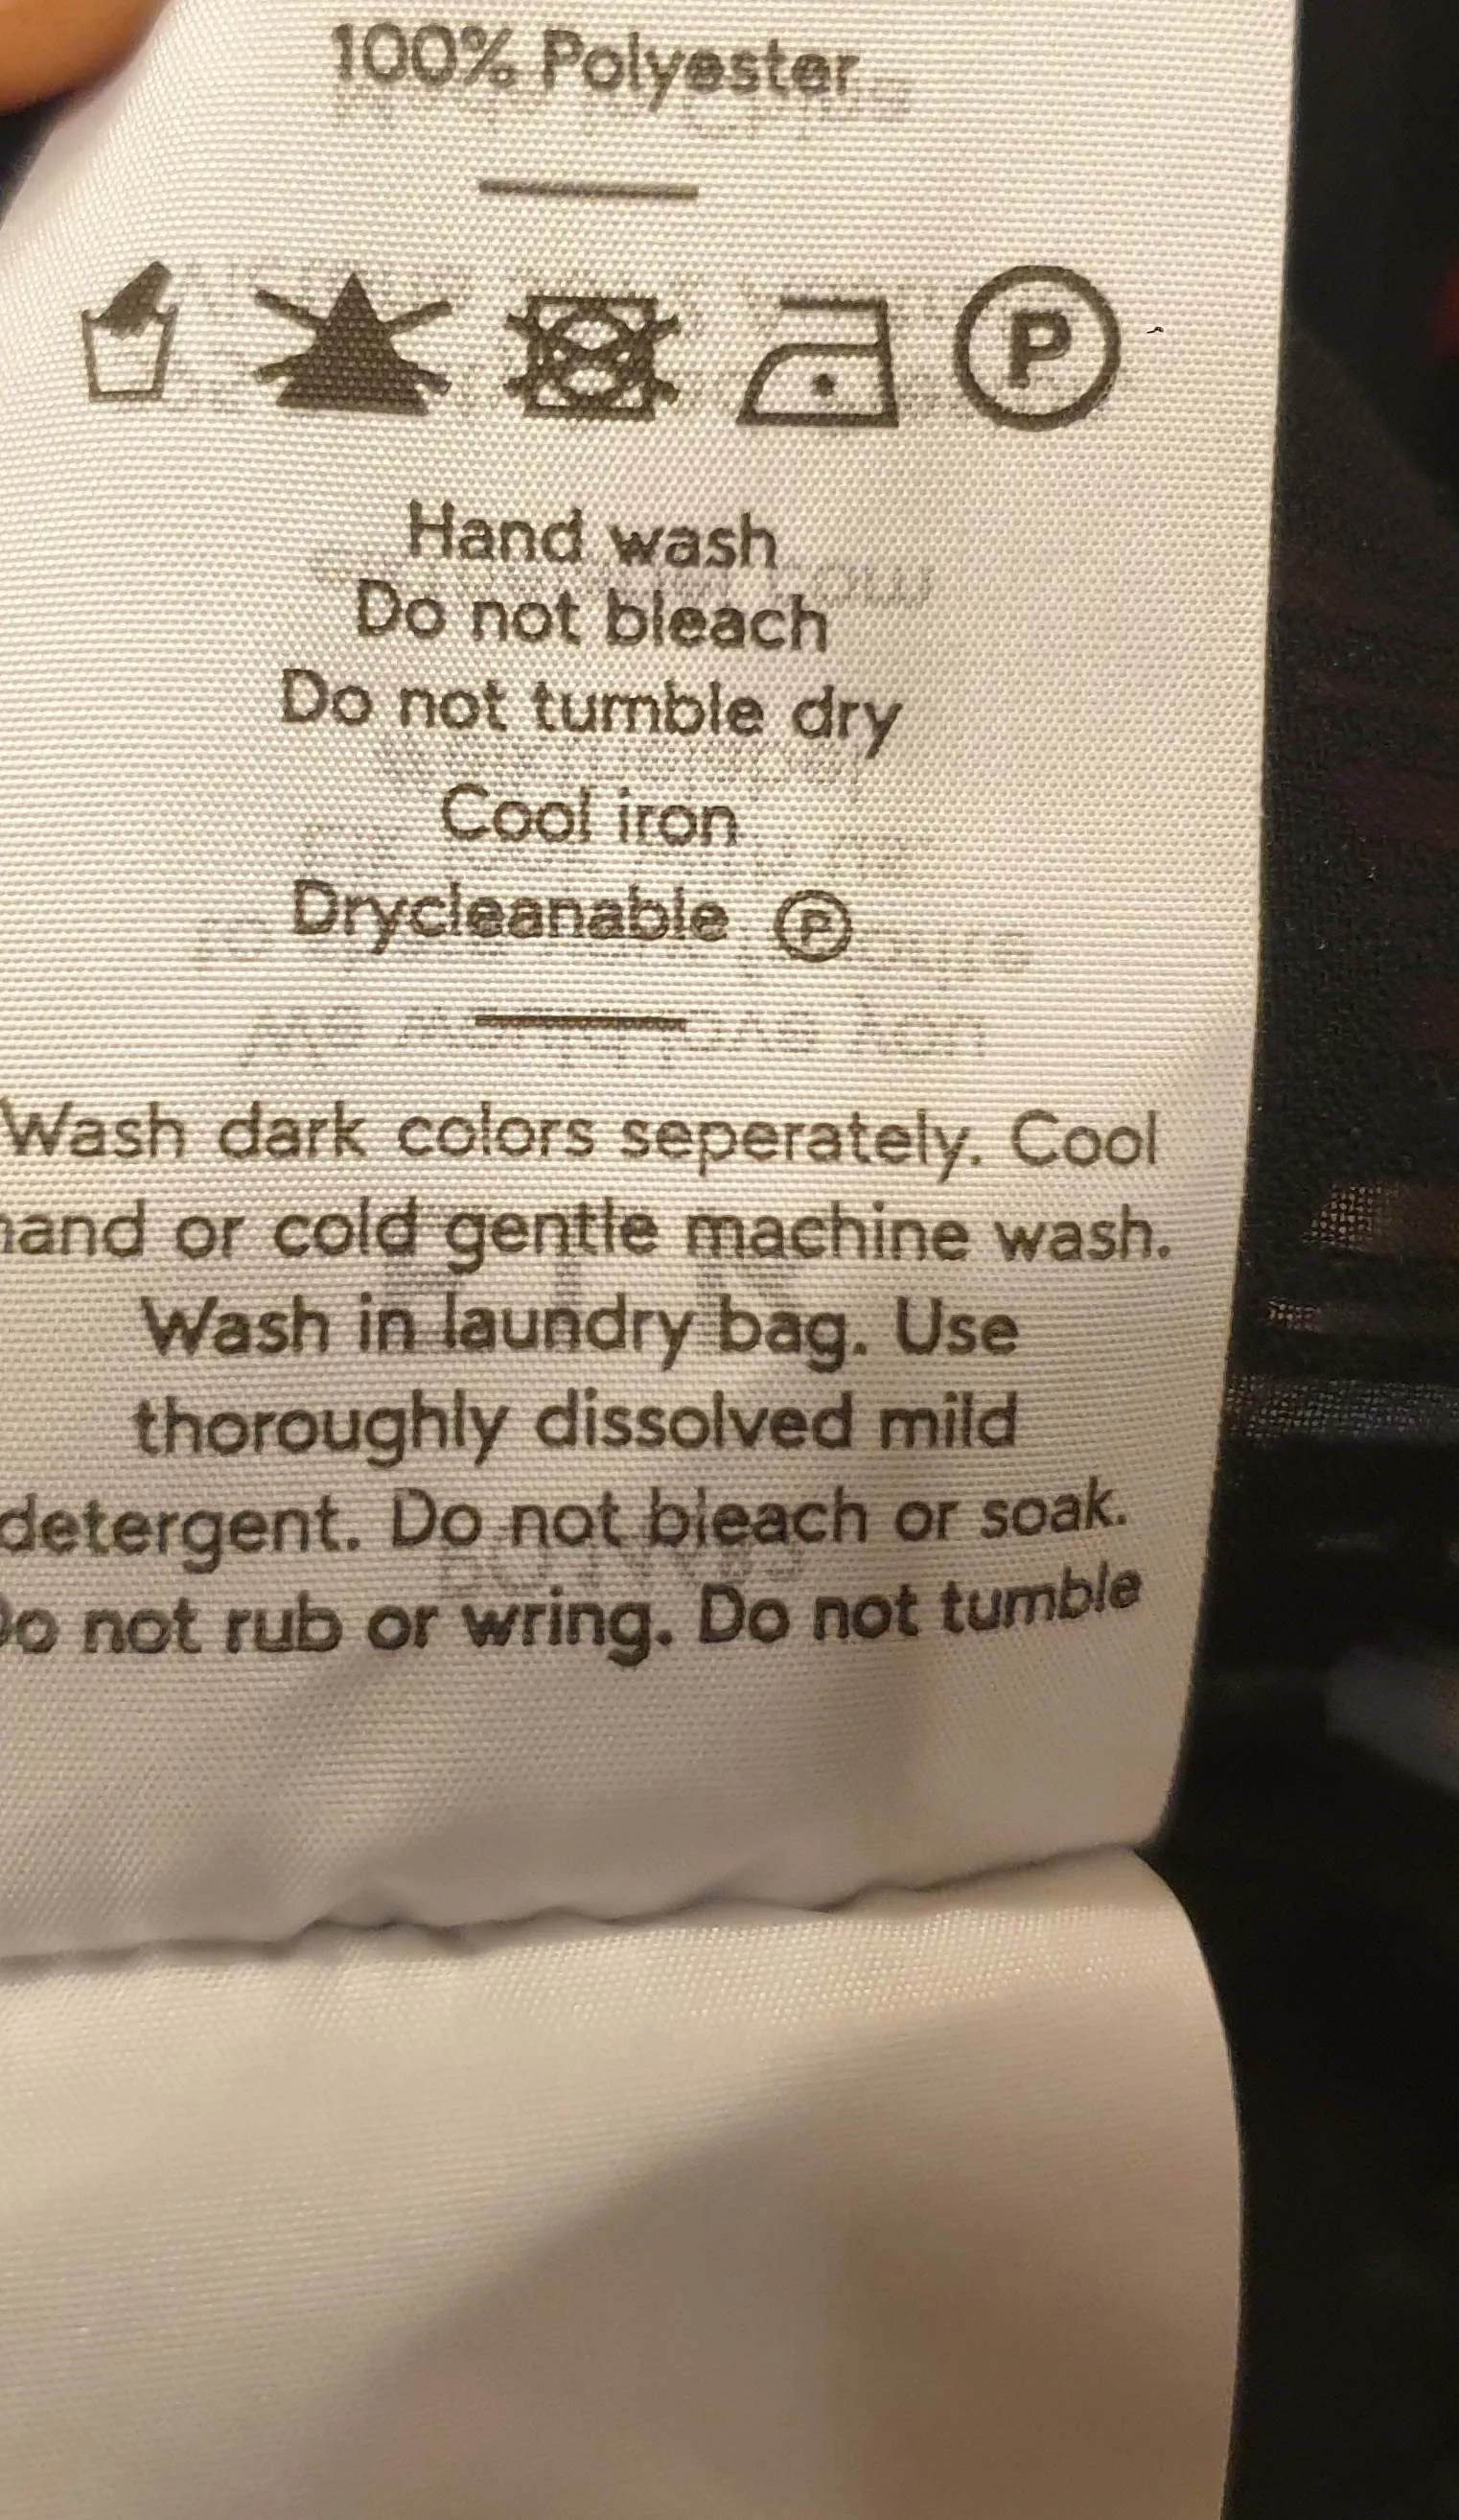 100% Polyester
P
Hand wash
Do not bleach
Do not tumble dry
Cool iron
Drycleanable Ⓟ
Wash dark colors seperately. Cool
hand or cold gentle machine wash.
Wash in laundry bag. Use
thoroughly dissolved mild
detergent. Do not bleach or soak.
Do not rub or wring. Do not tumble